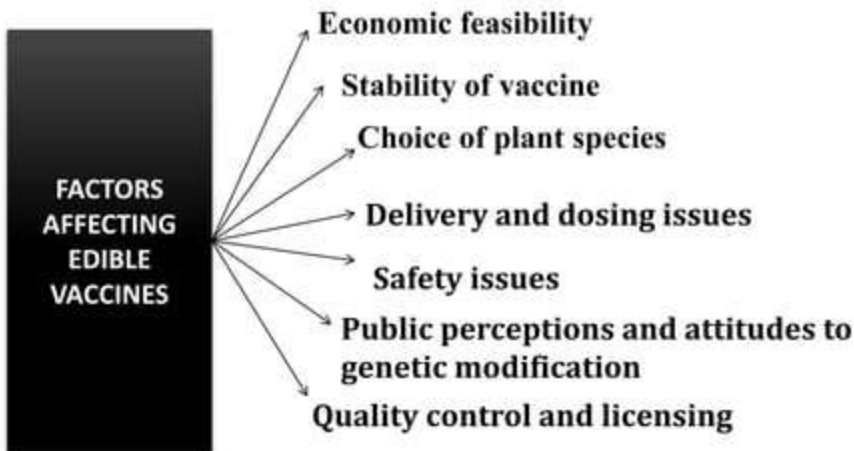 FACTORS
AFFECTING
EDIBLE
VACCINES
Economic feasibility
Stability of vaccine
Choice of plant species
Delivery and dosing issues
Safety issues
Public perceptions and attitudes to
genetic modification
Quality control and licensing